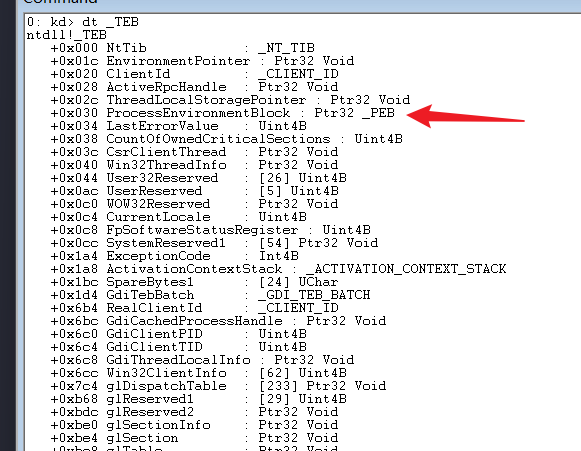 Command
0: kd> dt _TEB
ntdll!_TEB
+0x000 NtTib : _NT_TIB
+0x01c EnvironmentPointer : Ptr32 Void
+0x020 ClientId : _CLIENT_ID
+0x028 ActiveRpcHandle : Ptr32 Void
+0x02c ThreadLocalStoragePointer : Ptr32 Void
+0x030 ProcessEnvironmentBlock : Ptr32 _PEB
+0x034 LastErrorValue : Uint4B
+0x038 CountOfOwnedCriticalSections : Uint4B
+0x03c CsrClientThread : Ptr32 Void
+0x040 Win32ThreadInfo : Ptr32 Void
+0x044 User32Reserved : [26] Uint4B
+0x0ac UserReserved : [5] Uint4B
+0x0c0 WOW32Reserved : Ptr32 Void
+0x0c4 CurrentLocale : Uint4B
+0x0c8 FpSoftwareStatusRegister : Uint4B
+0x0cc SystemReserved1 : [54] Ptr32 Void
+0x1a4 ExceptionCode : Int4B
+0x1a8 ActivationContextStack : _ACTIVATION_CONTEXT_STACK
+0x1bc SpareBytes1 : [24] UChar
+0x1d4 GdiTebBatch : _GDI_TEB_BATCH
+0x6b4 RealClientId : _CLIENT_ID
+0x6bc GdiCachedProcessHandle : Ptr32 Void
+0x6c0 GdiClientPID : Uint4B
+0x6c4 GdiClientTID : Uint4B
+0x6c8 GdiThreadLocalInfo : Ptr32 Void
+0x6cc Win32ClientInfo : [62] Uint4B
+0x7c4 glDispatchTable : [233] Ptr32 Void
+0xb68 glReserved1 : [29] Uint4B
+0xbdc glReserved2 : Ptr32 Void
+0xbe0 glSectionInfo : Ptr32 Void
+0xbe4 glSection : Ptr32 Void
+0xbe8 glTable : Ptr32 Void